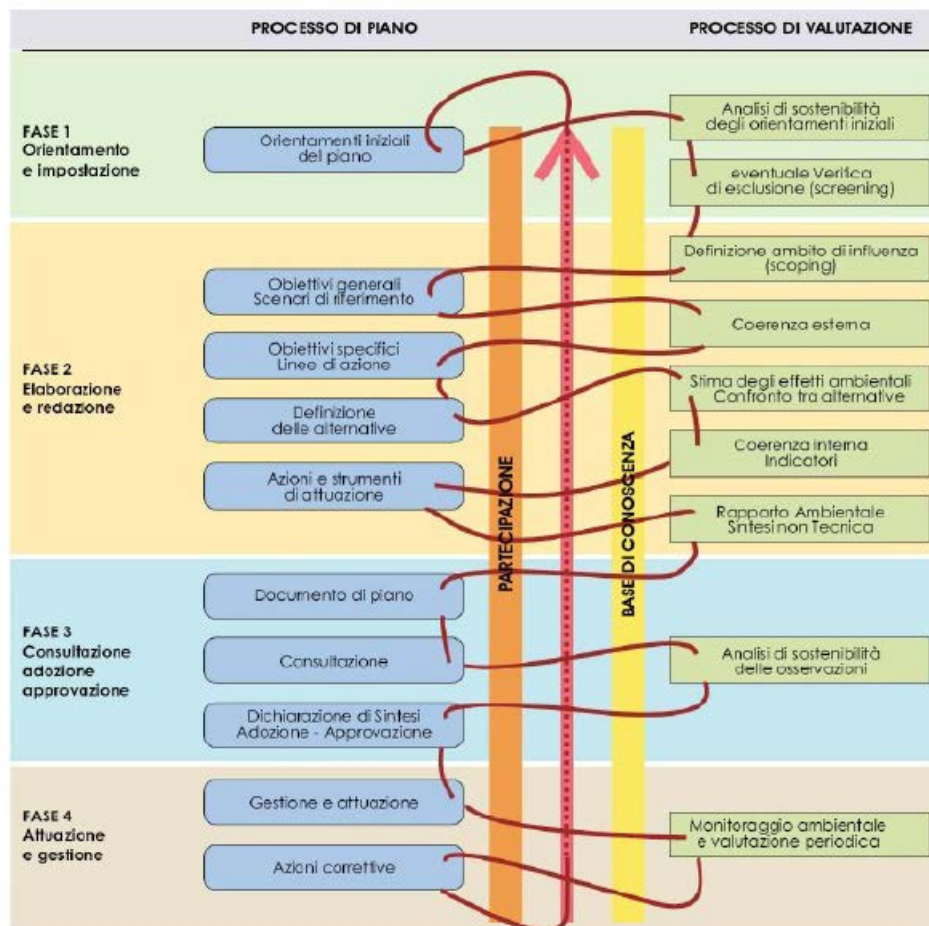 PROCESSO DI PIANO
PROCESSO DI VALUTAZIONE
FASE 1
Orientamento
e impostazione
Orientamenti iniziali
del piano
Analisi di sostenibilità
degli orientamenti iniziali
eventuale Verifica
di esclusione (screening)
FASE 2
Elaborazione
e redazione
Obiettivi generali
Scenari di riferimento
Obiettivi specifici
Linee di azione
Definizione
delle alternative
Azioni e strumenti
di attuazione
Definizione ambito di influenza
(scoping)
Coerenza esterna
Stima degli effetti ambientali
Confronto tra alternative
Coerenza interna
Indicatori
Rapporto Ambientale
Sintesi non Tecnica
PARTECIPAZIONE
BASE DI CONOSCENZA
FASE 3
Consultazione
adozione
approvazione
Documento di piano
Consultazione
Dichiarazione di Sintesi
Adozione - Approvazione
Analisi di sostenibilità
delle osservazioni
FASE 4
Attuazione
e gestione
Gestione e attuazione
Azioni correttive
Monitoraggio ambientale
e valutazione periodica